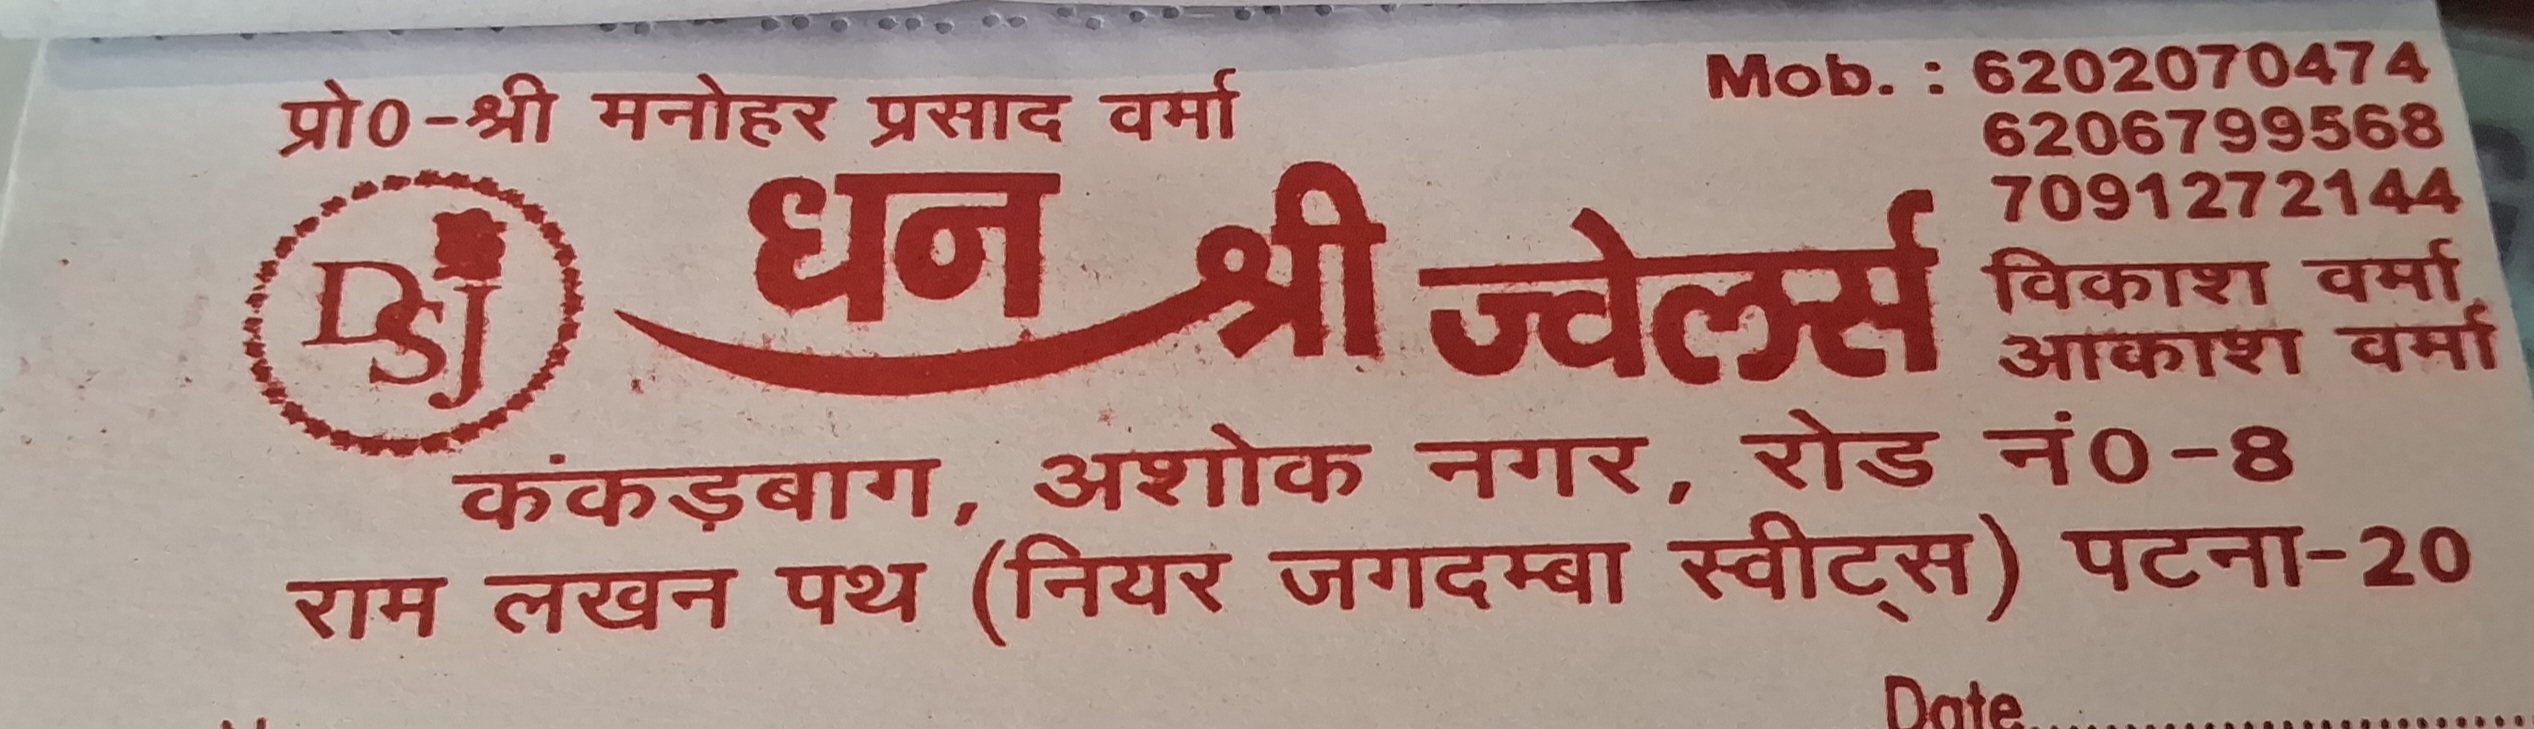 प्रो0-श्री मनोहर प्रसाद वर्मा
Mob. : 6202070474
6206799568
7091272144
DSJ
धन श्री ज्वेलर्स
विकाश वर्मा,
आकाश वर्मा
कंकड़बाग, अशोक नगर, रोड नं0-8
राम लखन पथ (नियर जगदम्बा स्वीट्स) पटना-20
Date....................